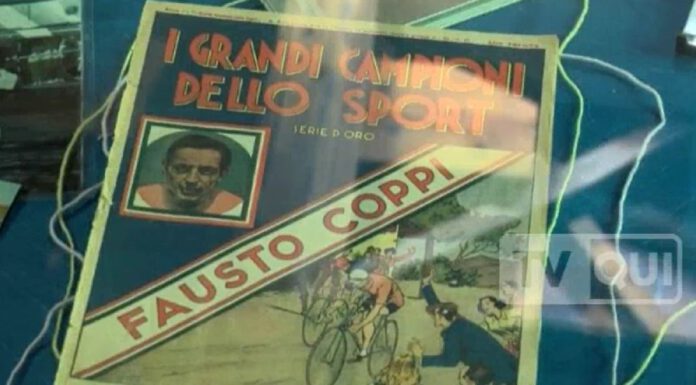 I GRANDI CAMPIONI
DELLO SPORT
SERIE D'ORO
FAUSTO COPPI
TV QUI